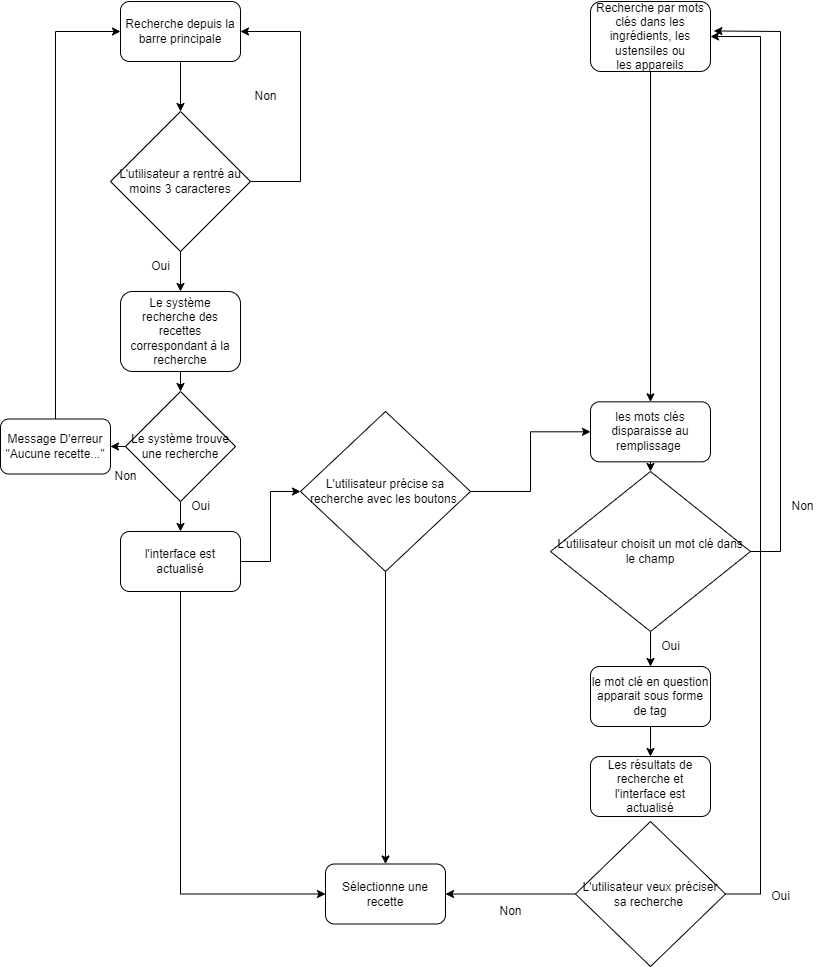 Recherche depuis la
barre principale
Non
L'utilisateur a rentré au
moins 3 caracteres
Oui
Le système
recherche des
recettes
correspondant à la
recherche
Message D'erreur
"Aucune recette..."
Le système trouve
une recherche
Non
Oui
l'interface est
actualisé
L'utilisateur précise sa
recherche avec les boutons
Recherche par mots
clés dans les
ingrédients, les
ustensiles ou
les appareils
les mots clés
disparaisse au
remplissage
L'utilisateur choisit un mot clé dans
le champ
Non
Oui
le mot clé en question
apparait sous forme
de tag
Les résultats de
recherche et
l'interface est
actualisé
L'utilisateur veux préciser
sa recherche
Oui
Non
Sélectionne une
recette